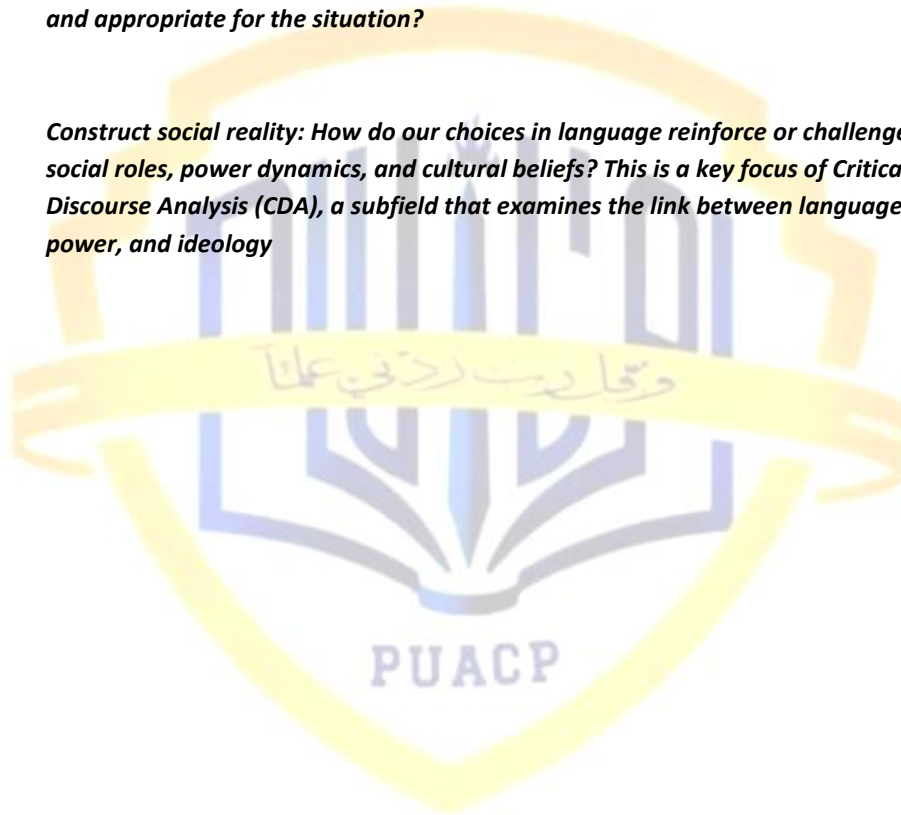 and appropriate for the situation?
Construct social reality: How do our choices in language reinforce or challenge
social roles, power dynamics, and cultural beliefs? This is a key focus of Critica
Discourse Analysis (CDA), a subfield that examines the link between language
power, and ideology
وقل رب زدني علما
PUACP